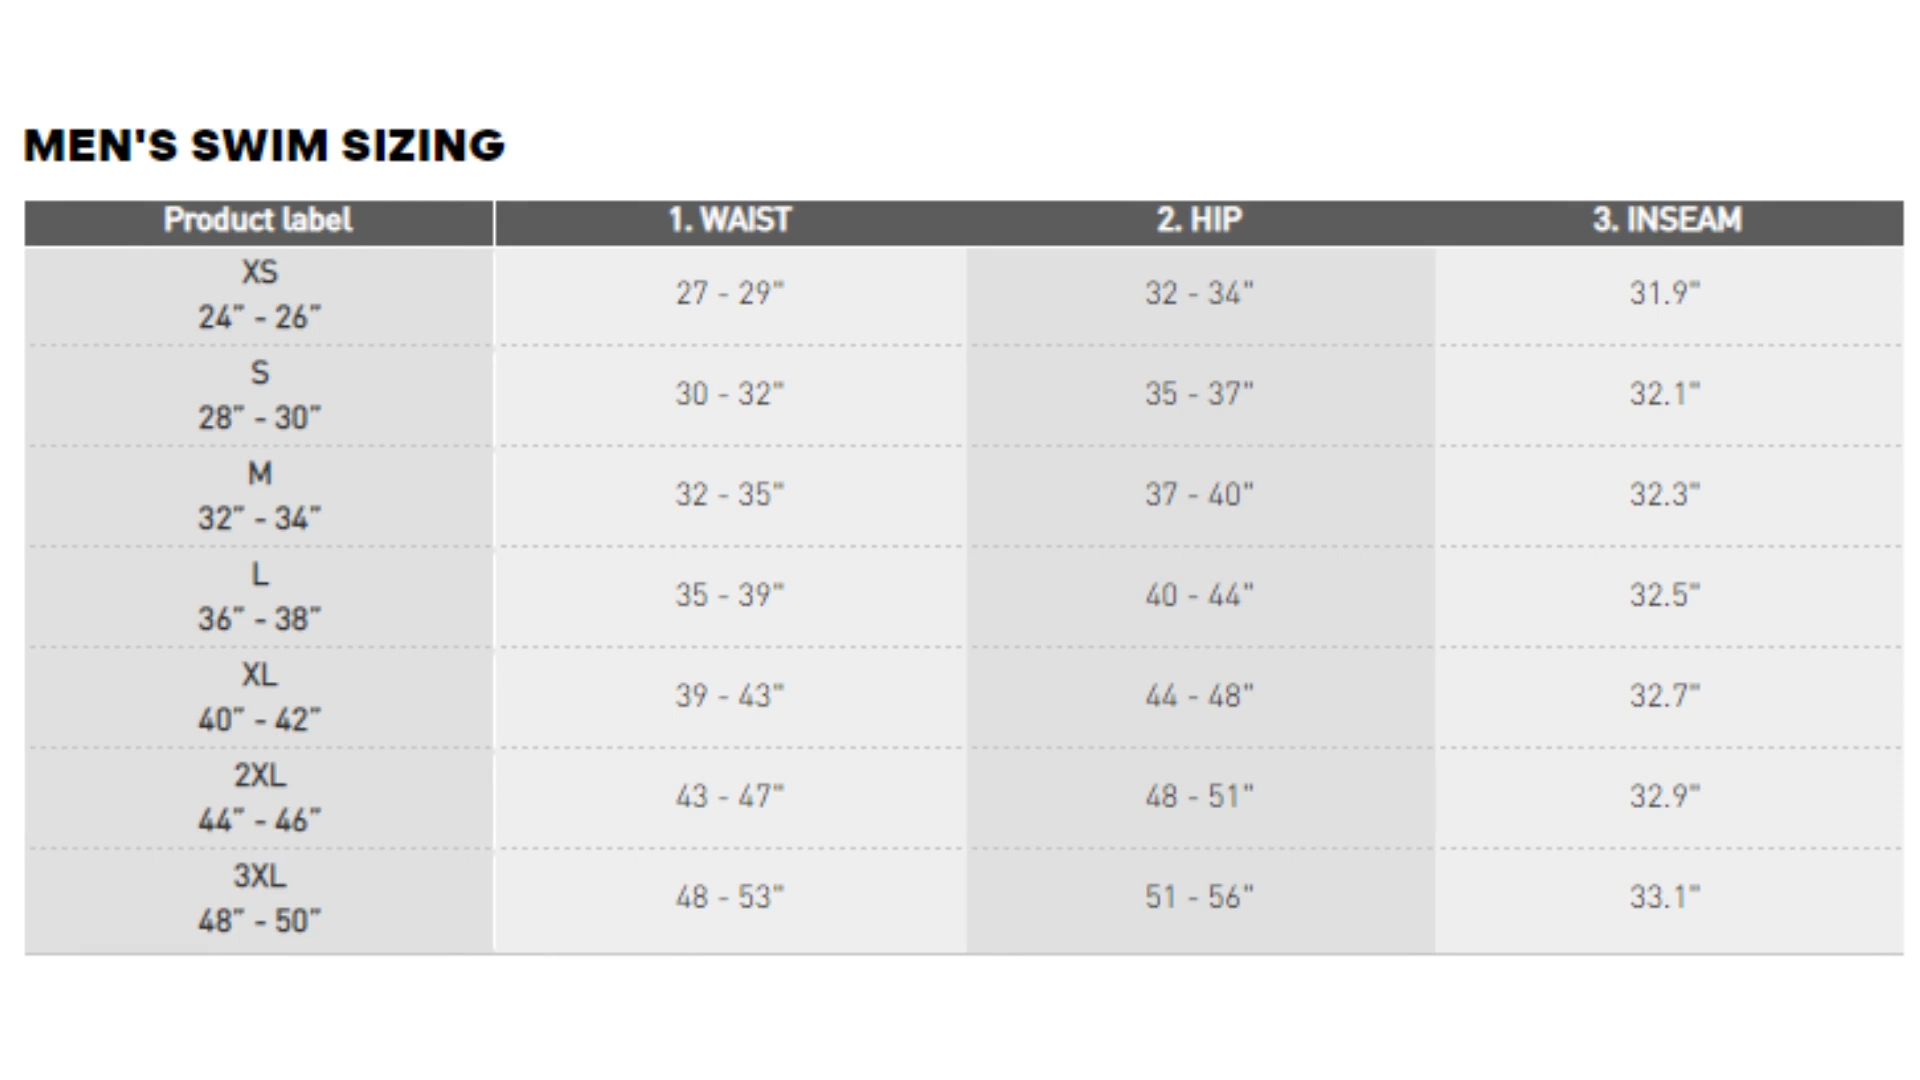 MEN'S SWIM SIZING
Product label 1. WAIST 2. HIP 3. INSEAM
XS
24” - 26” 27 - 29" 32 - 34" 31.9"
S
28” - 30” 30 - 32" 35 - 37" 32.1"
M
32” - 34” 32 - 35" 37 - 40" 32.3"
L
36” - 38” 35 - 39" 40 - 44" 32.5"
XL
40” - 42” 39 - 43" 44 - 48" 32.7"
2XL
44” - 46” 43 - 47" 48 - 51" 32.9"
3XL
48” - 50” 48 - 53" 51 - 56" 33.1"